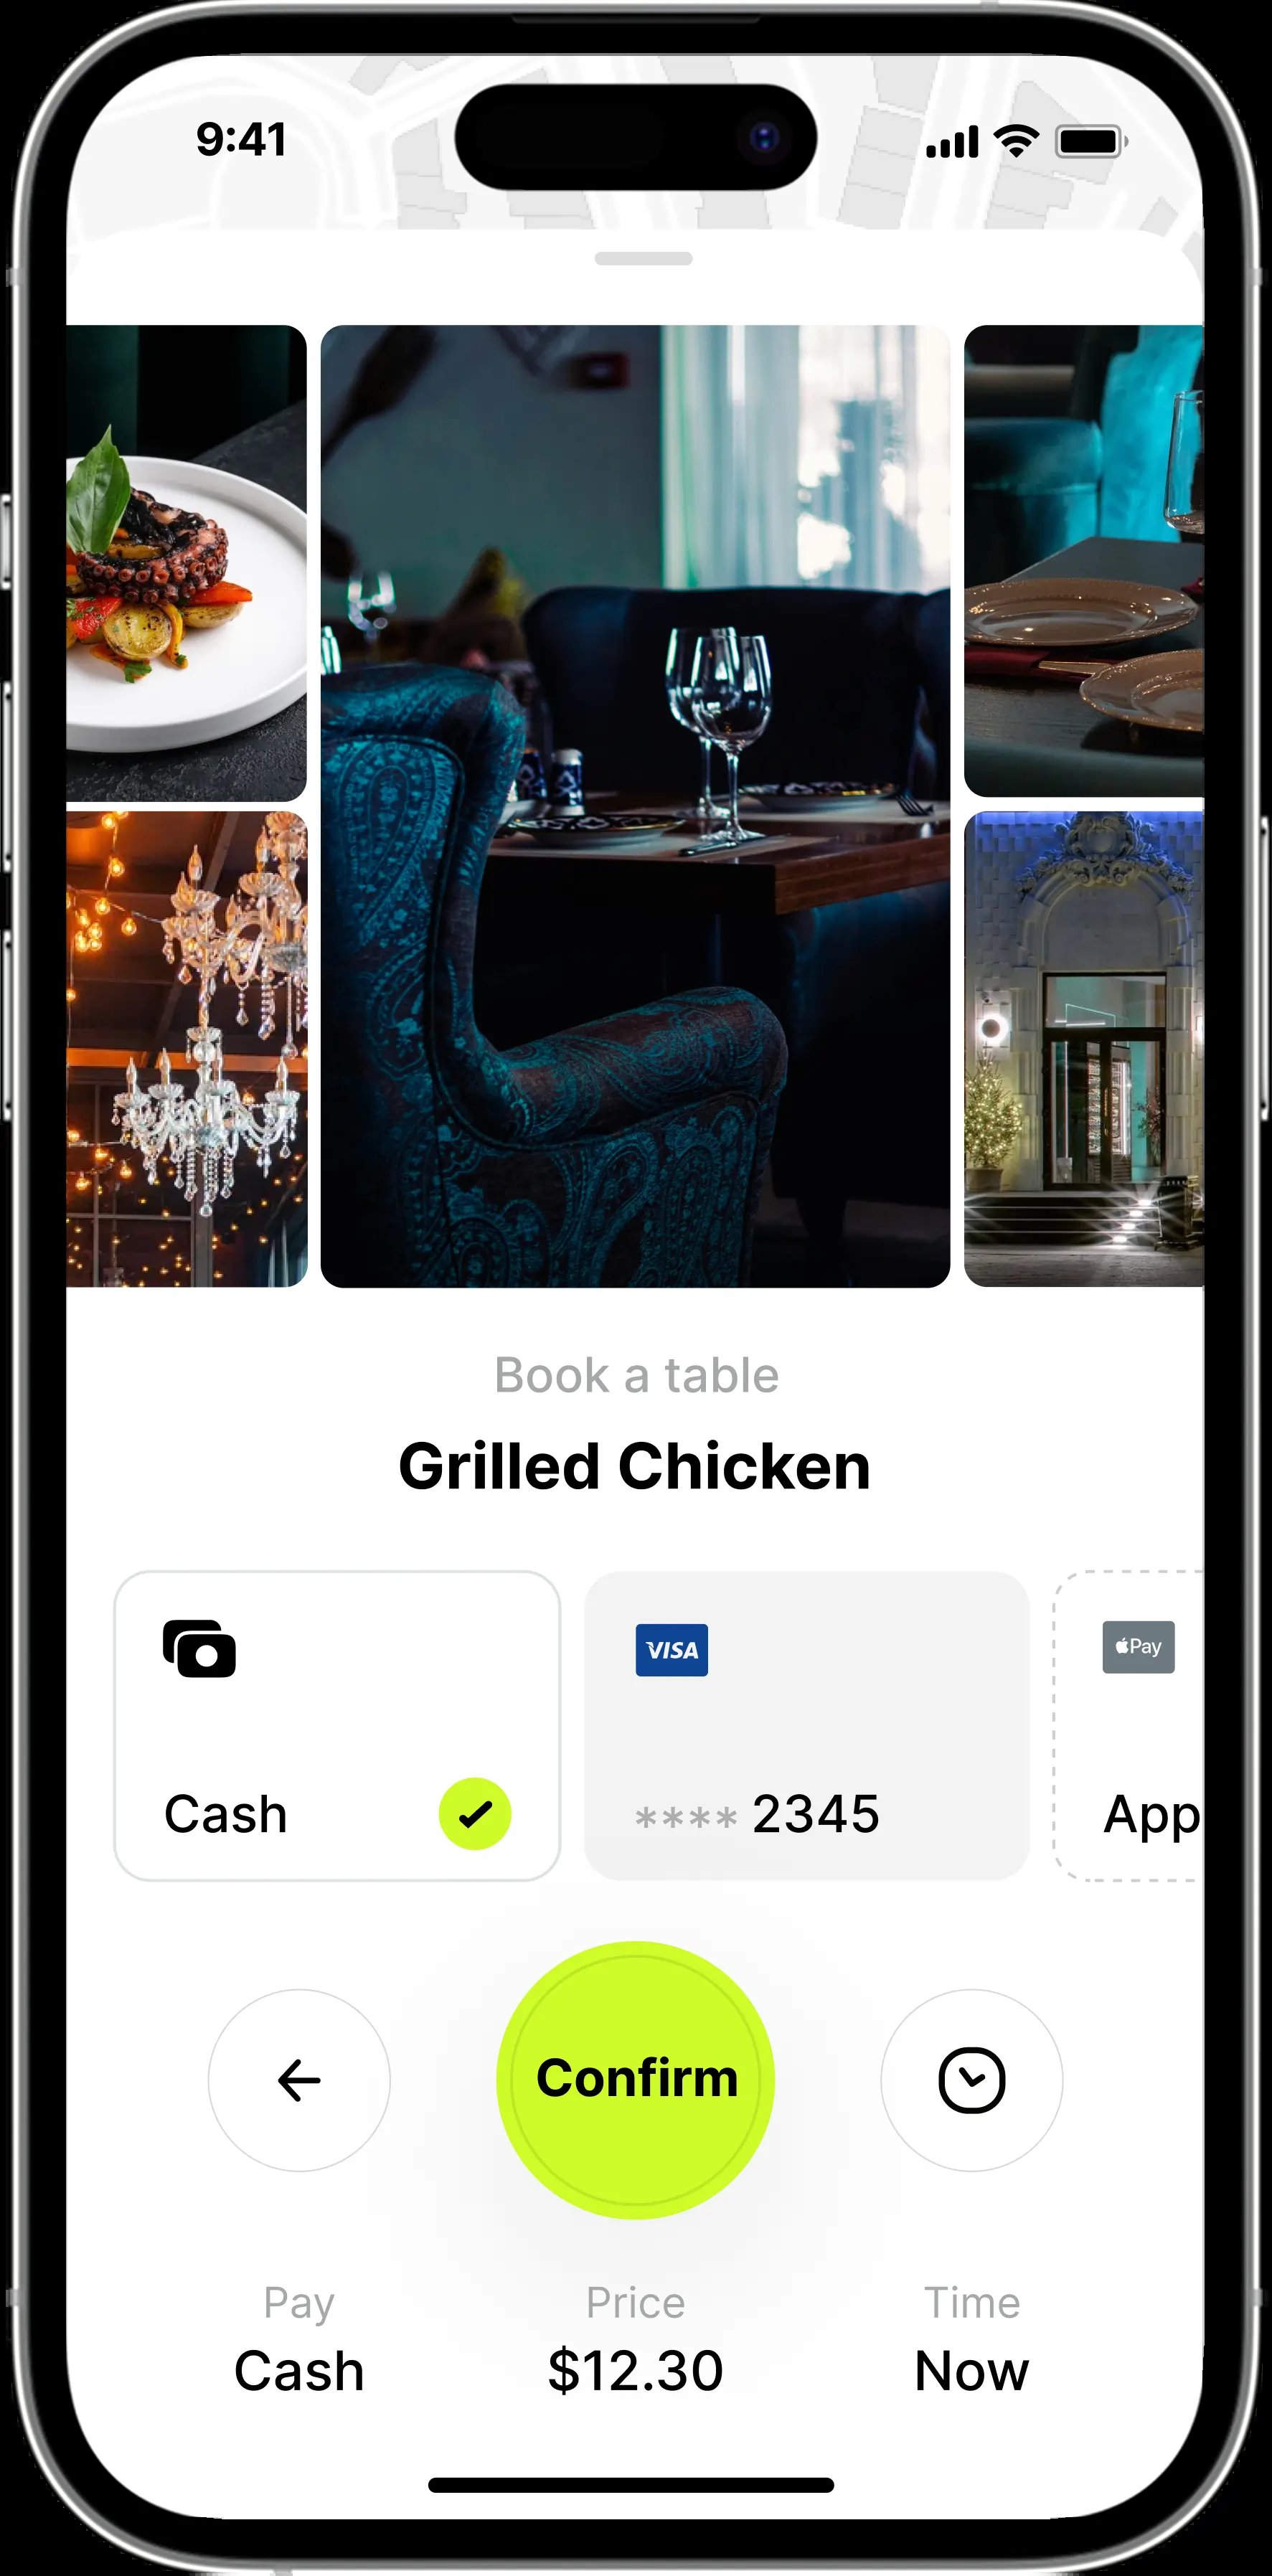 9:41
Book a table
Grilled Chicken
VISA
Pay
Cash
**** 2345
App
Confirm
Pay
Price
Time
Cash
$12.30
Now